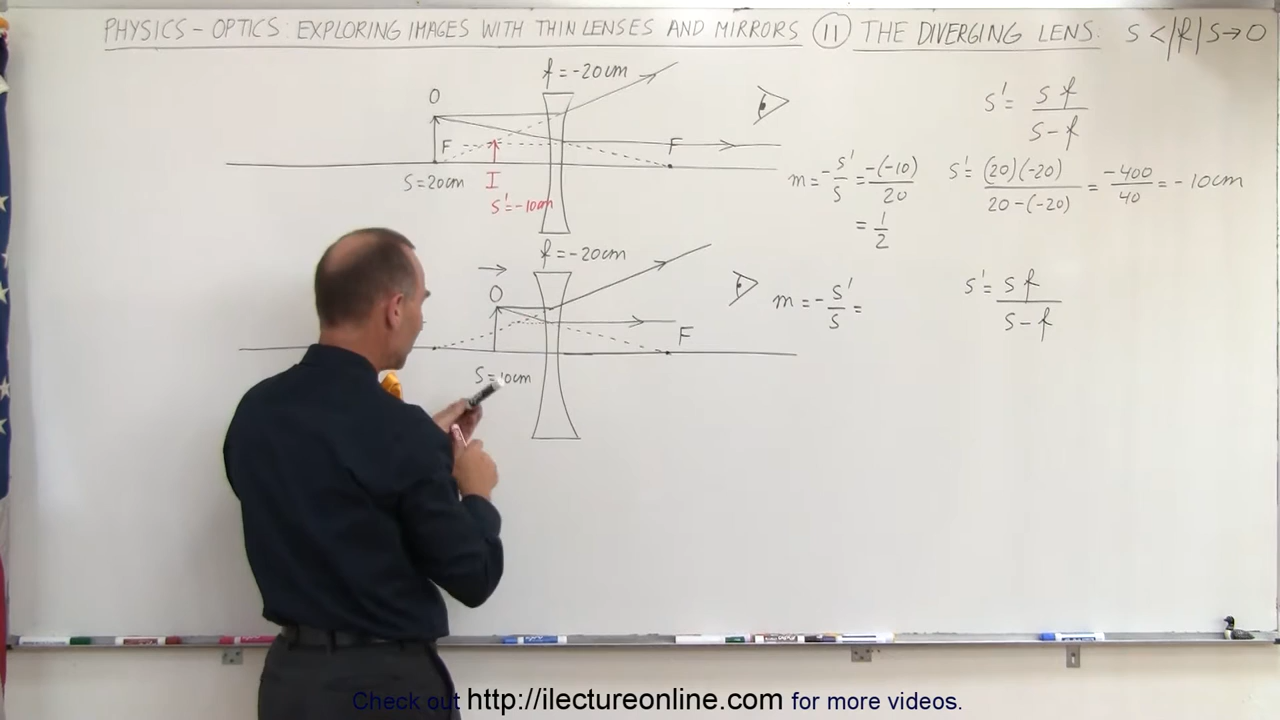 PHYSICS - OPTICS: EXPLORING IMAGES WITH THIN LENSES AND MIRRORS (11) THE DIVERGING LENS: S < |f| S → 0
f = -20cm
O
F
F
S = 20cm
I
S' = -10cm
S' = S f / S - f
m = - S' / S = -(-10) / 20
= 1/2
S' = (20)(-20) / 20 - (-20) = -400 / 40 = -10cm
f = -20cm
→
O
F
S = 10cm
m = - S' / S =
S' = S f / S - f
Check out http://ilectureonline.com for more videos.